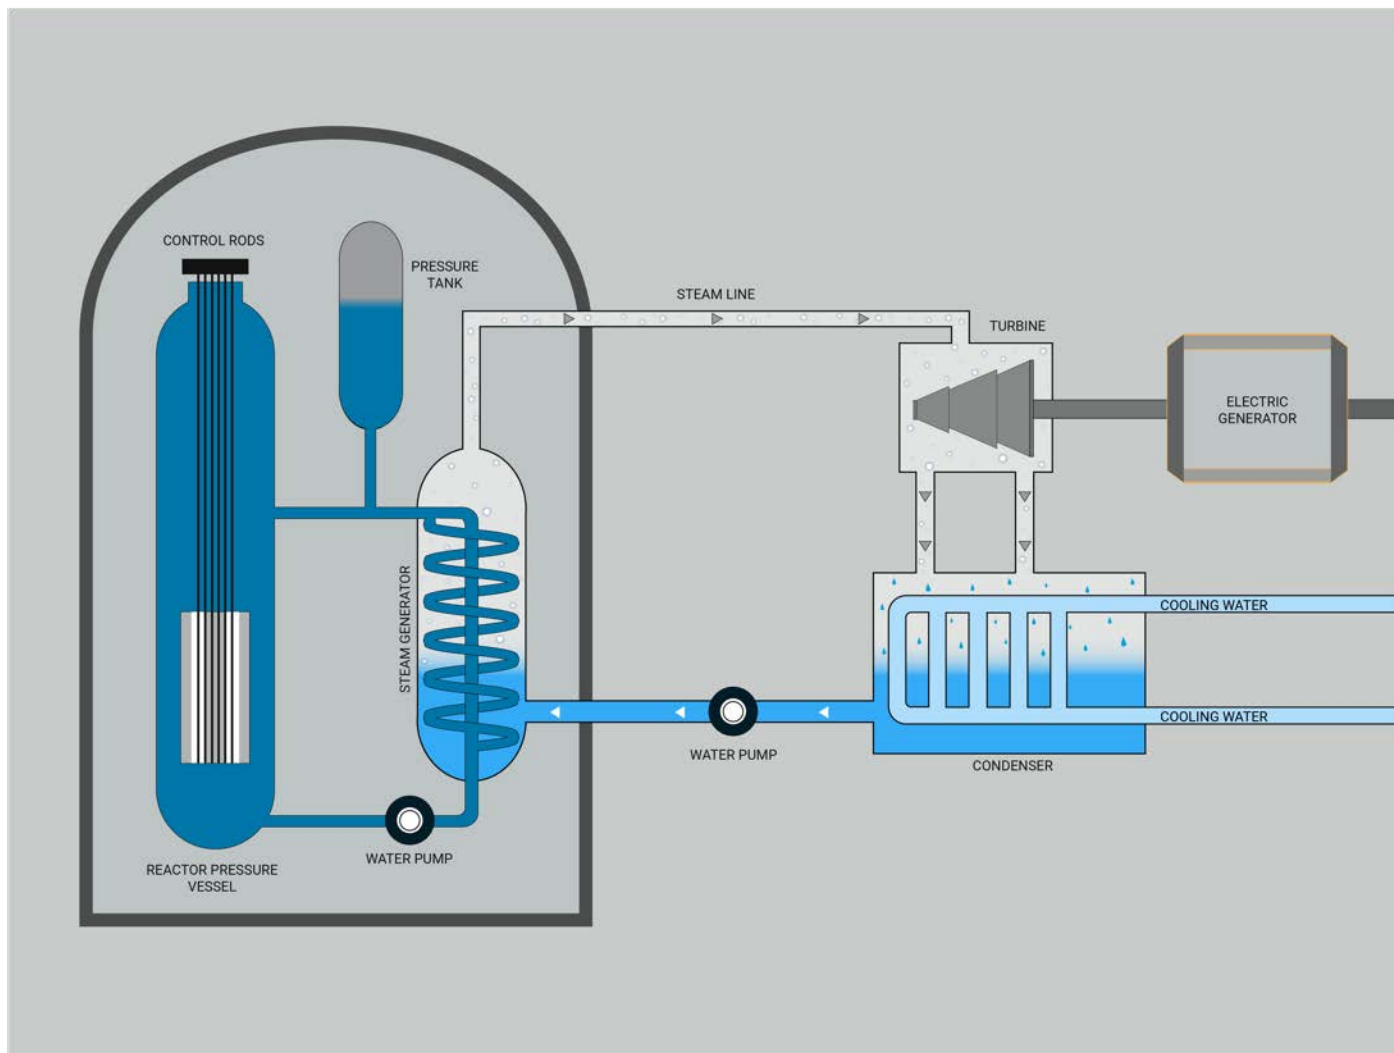 CONTROL RODS
PRESSURE
TANK
STEAM LINE
TURBINE
ELECTRIC
GENERATOR
STEAM GENERATOR
COOLING WATER
COOLING WATER
WATER PUMP
CONDENSER
WATER PUMP
REACTOR PRESSURE
VESSEL